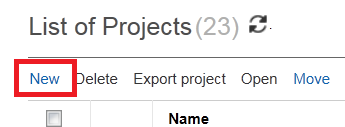 List of Projects (23)
New Delete Export project Open Move
Name